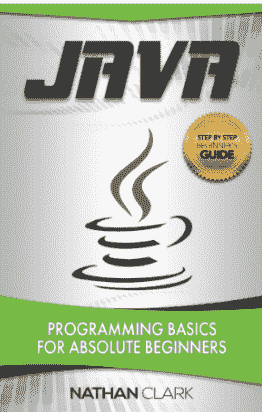 JAVA
STEP BY STEP
BEGINNER'S
GUIDE
PROGRAMMING BASICS
FOR ABSOLUTE BEGINNERS
NATHAN CLARK